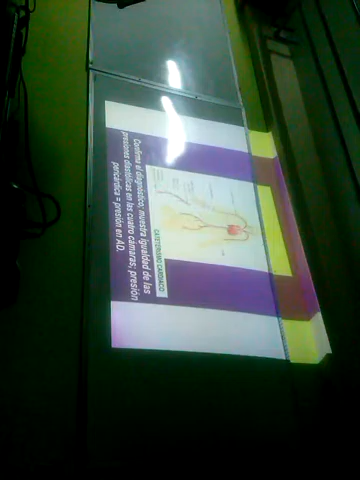 CATETERISMO CARDIACO
Confirma el diagnóstico, muestra igualdad de las
presiones diastólicas en las cuatro cámaras; presión
pericárdica = presión en AD.